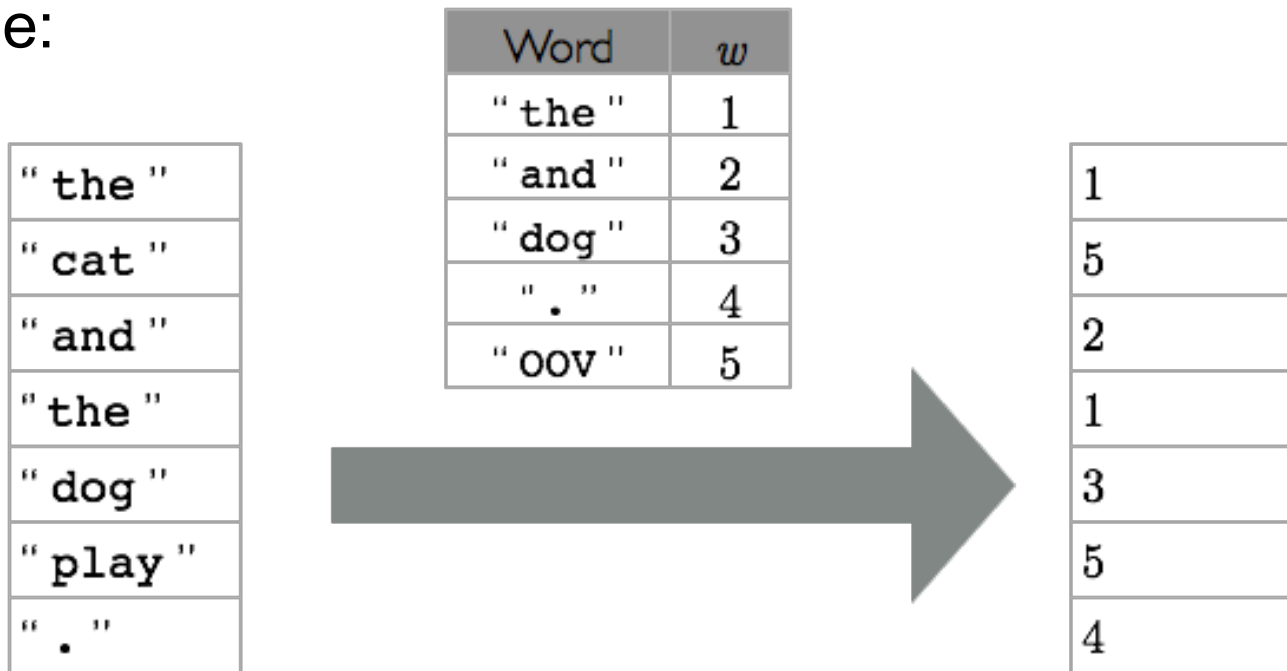 e:
Word w
" the " 1
" and " 2
" dog " 3
" . " 4
" OOV " 5
" the "
" cat "
" and "
" the "
" dog "
" play "
" . "
1
5
2
1
3
5
4